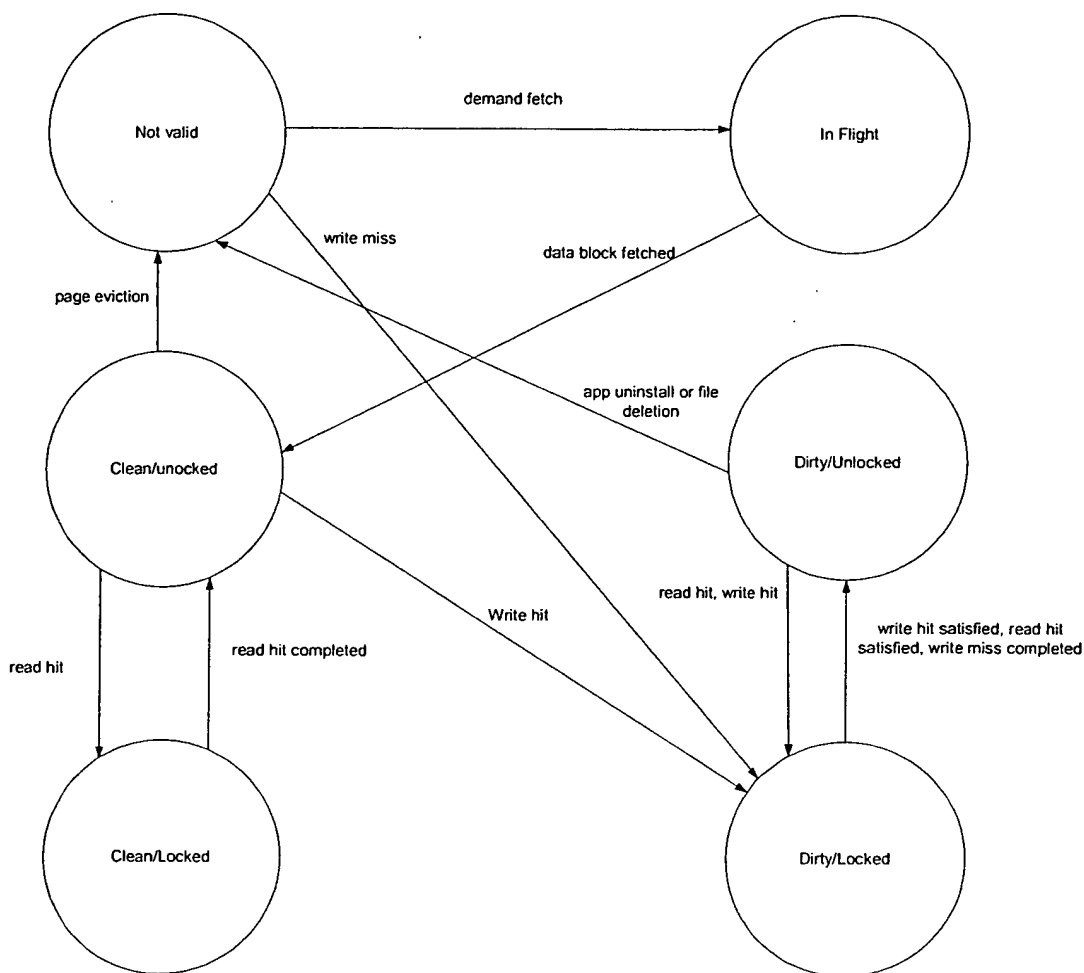 demand fetch
Not valid
In Flight
write miss
data block fetched
page eviction
app uninstall or file
deletion
Clean/unocked
Dirty/Unlocked
read hit, write hit
Write hit
write hit satisfied, read hit
satisfied, write miss completed
read hit completed
read hit
Clean/Locked
Dirty/Locked